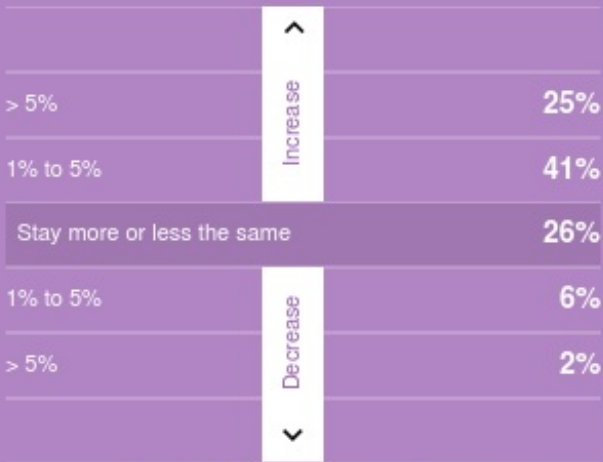 Increase
> 5% 25%
1% to 5% 41%
Stay more or less the same 26%
Decrease
1% to 5% 6%
> 5% 2%